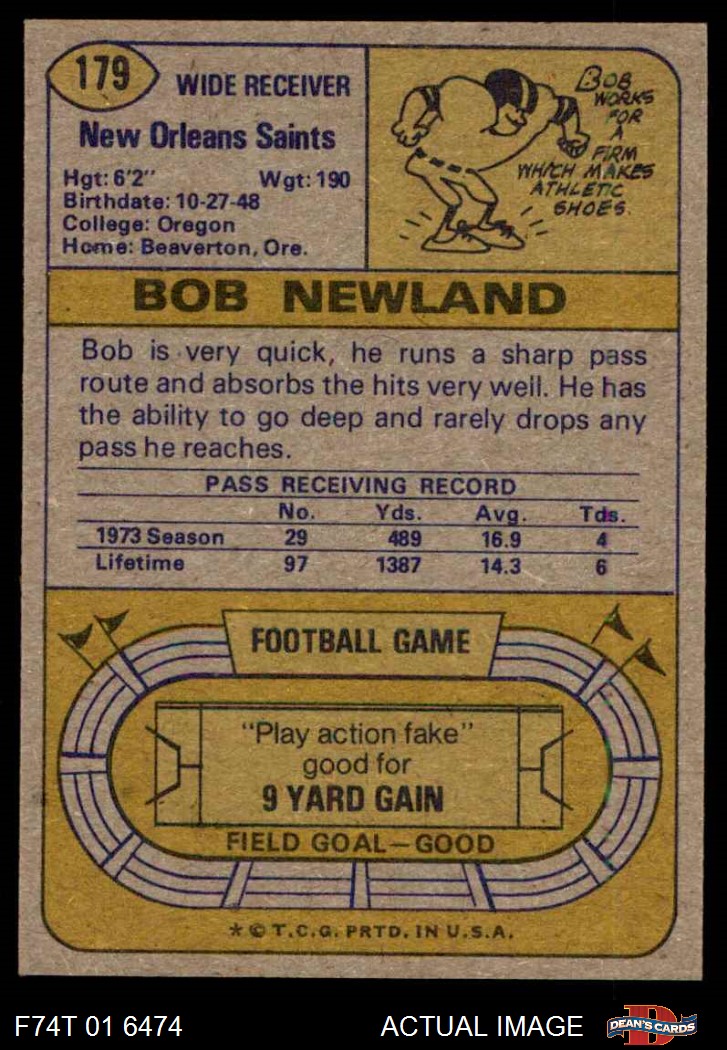 179
WIDE RECEIVER
New Orleans Saints
Hgt: 6'2" Wgt: 190
Birthdate: 10-27-48
College: Oregon
Home: Beaverton, Ore.
BOB
WORKS
FOR
A
FIRM
WHICH MAKES
ATHLETIC
SHOES.
BOB NEWLAND
Bob is very quick, he runs a sharp pass
route and absorbs the hits very well. He has
the ability to go deep and rarely drops any
pass he reaches.
PASS RECEIVING RECORD
No. Yds. Avg. Tds.
1973 Season 29 489 16.9 4
Lifetime 97 1387 14.3 6
FOOTBALL GAME
"Play action fake"
good for
9 YARD GAIN
FIELD GOAL—GOOD
* © T.C.G. PRTD. IN U.S.A.
F74T 01 6474
ACTUAL IMAGE
D
DEAN'S CARDS